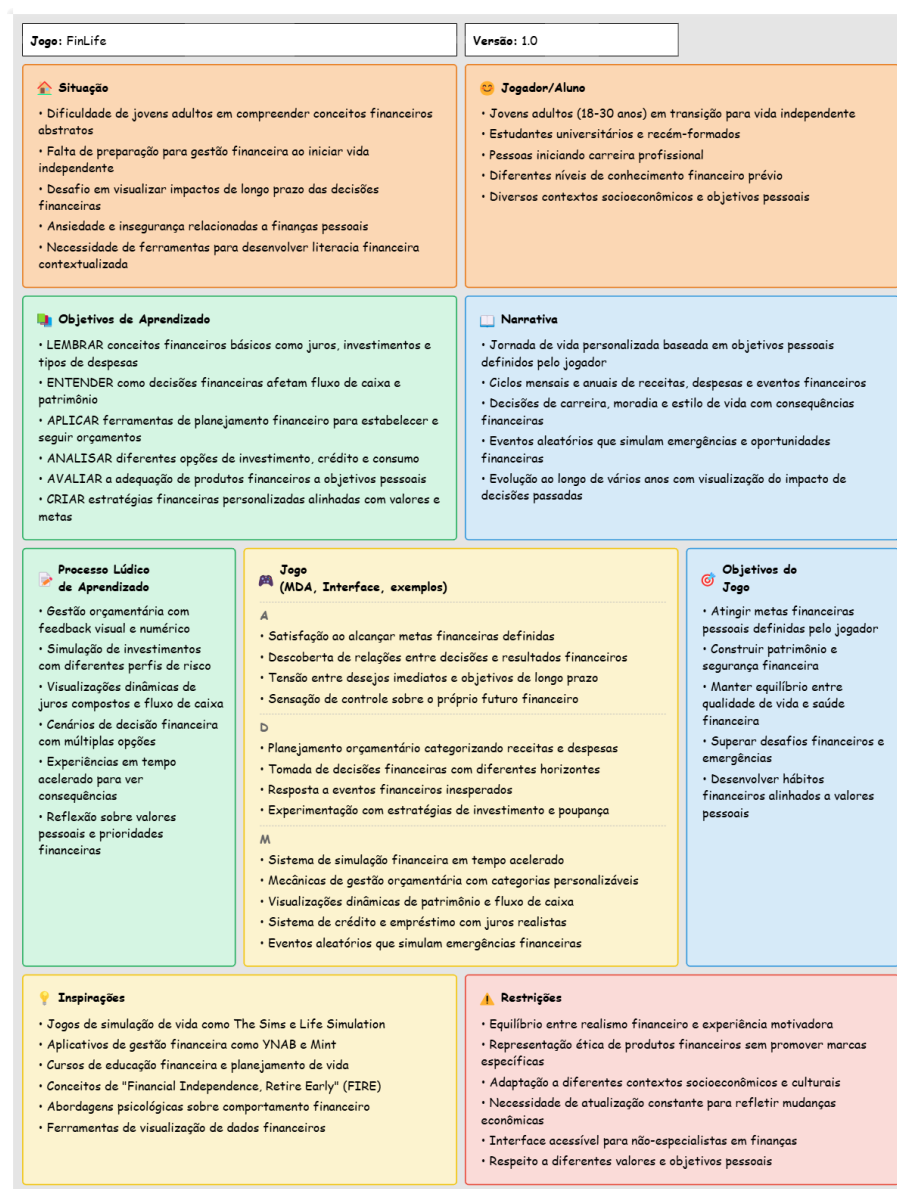 Jogo: FinLife
Versão: 1.0
Situação
• Dificuldade de jovens adultos em compreender conceitos financeiros
abstratos
• Falta de preparação para gestão financeira ao iniciar vida
independente
• Desafio em visualizar impactos de longo prazo das decisões
financeiras
• Ansiedade e insegurança relacionadas a finanças pessoais
• Necessidade de ferramentas para desenvolver literacia financeira
contextualizada
Jogador/Aluno
• Jovens adultos (18-30 anos) em transição para vida independente
• Estudantes universitários e recém-formados
• Pessoas iniciando carreira profissional
• Diferentes níveis de conhecimento financeiro prévio
• Diversos contextos socioeconômicos e objetivos pessoais
Objetivos de Aprendizado
• LEMBRAR conceitos financeiros básicos como juros, investimentos e
tipos de despesas
• ENTENDER como decisões financeiras afetam fluxo de caixa e
patrimônio
• APLICAR ferramentas de planejamento financeiro para estabelecer e
seguir orçamentos
• ANALISAR diferentes opções de investimento, crédito e consumo
• AVALIAR a adequação de produtos financeiros a objetivos pessoais
• CRIAR estratégias financeiras personalizadas alinhadas com valores e
metas
Narrativa
• Jornada de vida personalizada baseada em objetivos pessoais
definidos pelo jogador
• Ciclos mensais e anuais de receitas, despesas e eventos financeiros
• Decisões de carreira, moradia e estilo de vida com consequências
financeiras
• Eventos aleatórios que simulam emergências e oportunidades
financeiras
• Evolução ao longo de vários anos com visualização do impacto de
decisões passadas
Processo Lúdico
de Aprendizado
• Gestão orçamentária com
feedback visual e numérico
• Simulação de investimentos
com diferentes perfis de risco
• Visualizações dinâmicas de
juros compostos e fluxo de caixa
• Cenários de decisão financeira
com múltiplas opções
• Experiências em tempo
acelerado para ver
consequências
• Reflexão sobre valores
pessoais e prioridades
financeiras
Jogo
(MDA, Interface, exemplos)
A
• Satisfação ao alcançar metas financeiras definidas
• Descoberta de relações entre decisões e resultados financeiros
• Tensão entre desejos imediatos e objetivos de longo prazo
• Sensação de controle sobre o próprio futuro financeiro
D
• Planejamento orçamentário categorizando receitas e despesas
• Tomada de decisões financeiras com diferentes horizontes
• Resposta a eventos financeiros inesperados
• Experimentação com estratégias de investimento e poupança
M
• Sistema de simulação financeira em tempo acelerado
• Mecânicas de gestão orçamentária com categorias personalizáveis
• Visualizações dinâmicas de patrimônio e fluxo de caixa
• Sistema de crédito e empréstimo com juros realistas
• Eventos aleatórios que simulam emergências financeiras
Objetivos do
Jogo
• Atingir metas financeiras
pessoais definidas pelo jogador
• Construir patrimônio e
segurança financeira
• Manter equilíbrio entre
qualidade de vida e saúde
financeira
• Superar desafios financeiros e
emergências
• Desenvolver hábitos
financeiros alinhados a valores
pessoais
Inspirações
• Jogos de simulação de vida como The Sims e Life Simulation
• Aplicativos de gestão financeira como YNAB e Mint
• Cursos de educação financeira e planejamento de vida
• Conceitos de "Financial Independence, Retire Early" (FIRE)
• Abordagens psicológicas sobre comportamento financeiro
• Ferramentas de visualização de dados financeiros
Restrições
• Equilíbrio entre realismo financeiro e experiência motivadora
• Representação ética de produtos financeiros sem promover marcas
específicas
• Adaptação a diferentes contextos socioeconômicos e culturais
• Necessidade de atualização constante para refletir mudanças
econômicas
• Interface acessível para não-especialistas em finanças
• Respeito a diferentes valores e objetivos pessoais